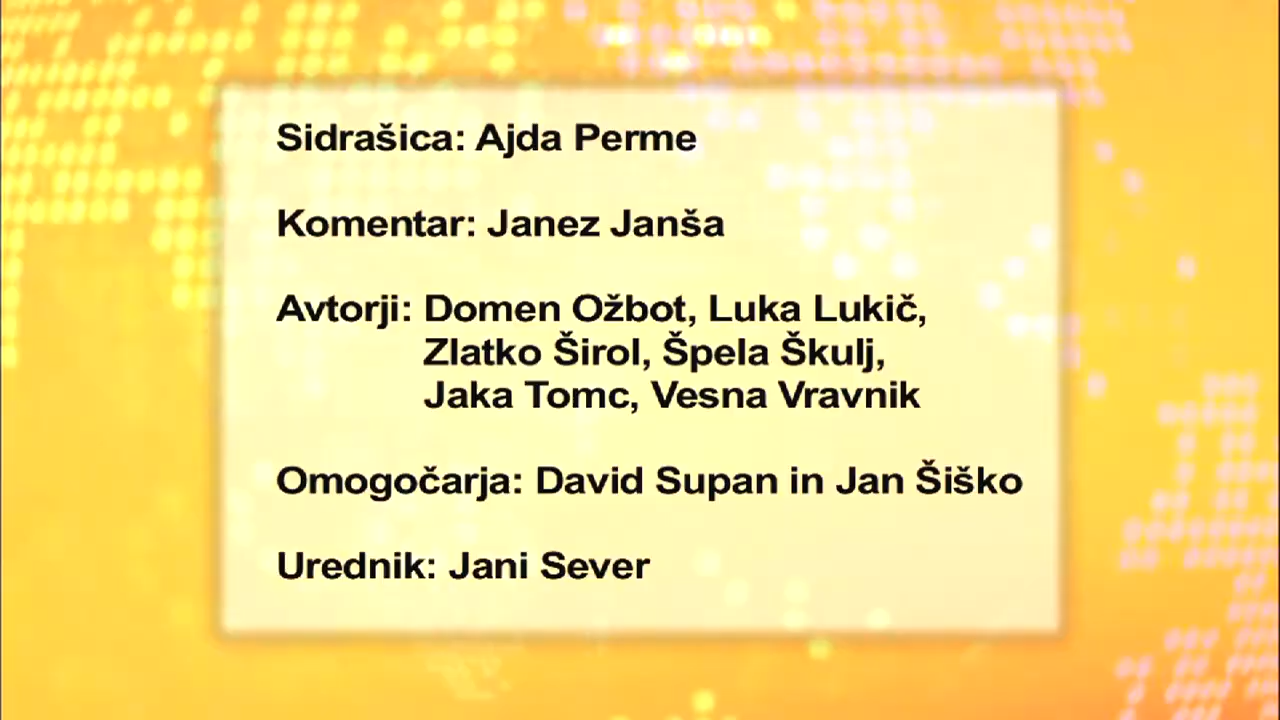 Sidrašica: Ajda Perme
Komentar: Janez Janša
Avtorji: Domen Ožbot, Luka Lukič,
Zlatko Širol, Špela Škulj,
Jaka Tomc, Vesna Vravnik
Omogočarja: David Supan in Jan Šiško
Urednik: Jani Sever